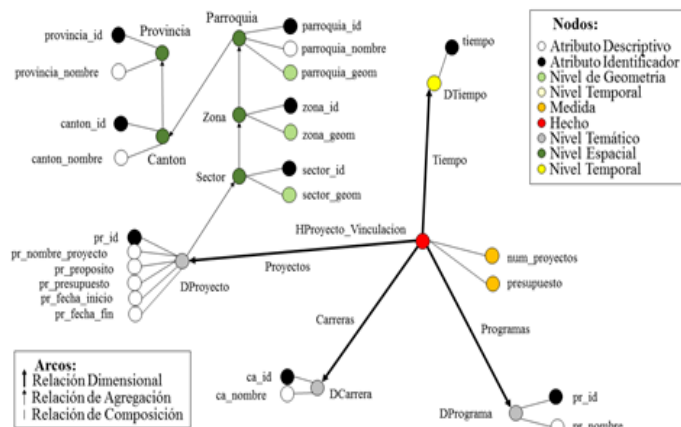 Provincia
provincia_id
provincia_nombre
canton_id
canton_nombre
Canton
Parroquia
parroquia_id
parroquia_nombre
parroquia_geom
Zona
zona_id
zona_geom
Sector
sector_id
sector_geom
tiempo
DTiempo
Tiempo
Nodos:
Atributo Descriptivo
Atributo Identificador
Nivel de Geometria
Nivel Temporal
Medida
Hecho
Nivel Temático
Nivel Espacial
Nivel Temporal
HProyecto_Vinculacion
num_proyectos
presupuesto
pr_id
pr_nombre_proyecto
pr_proposito
pr_presupuesto
pr_fecha_inicio
pr_fecha_fin
DProyecto
Proyectos
Carreras
Programas
Arcos:
Relación Dimensional
Relación de Agregación
Relación de Composición
ca_id
ca_nombre
DCarrera
DPrograma
pr_id
pr_nombre